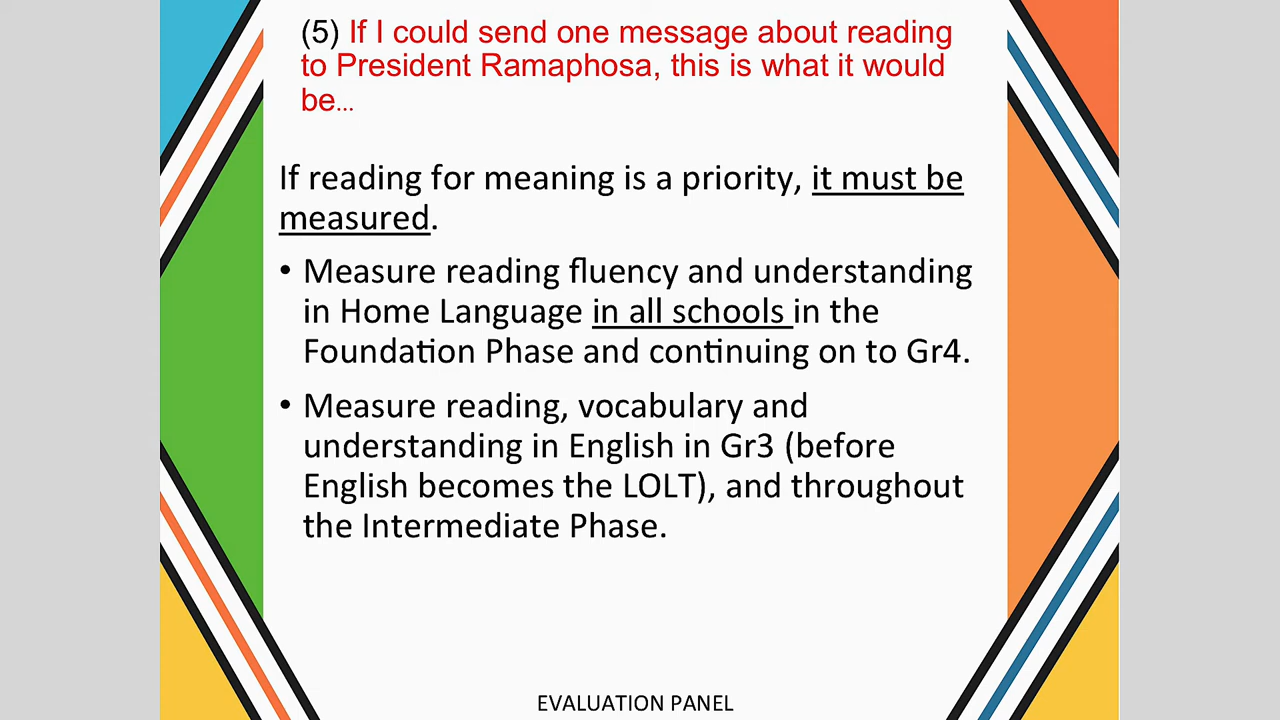 (5) If I could send one message about reading
to President Ramaphosa, this is what it would
be...
If reading for meaning is a priority, it must be
measured.
• Measure reading fluency and understanding
in Home Language in all schools in the
Foundation Phase and continuing on to Gr4.
• Measure reading, vocabulary and
understanding in English in Gr3 (before
English becomes the LOLT), and throughout
the Intermediate Phase.
EVALUATION PANEL